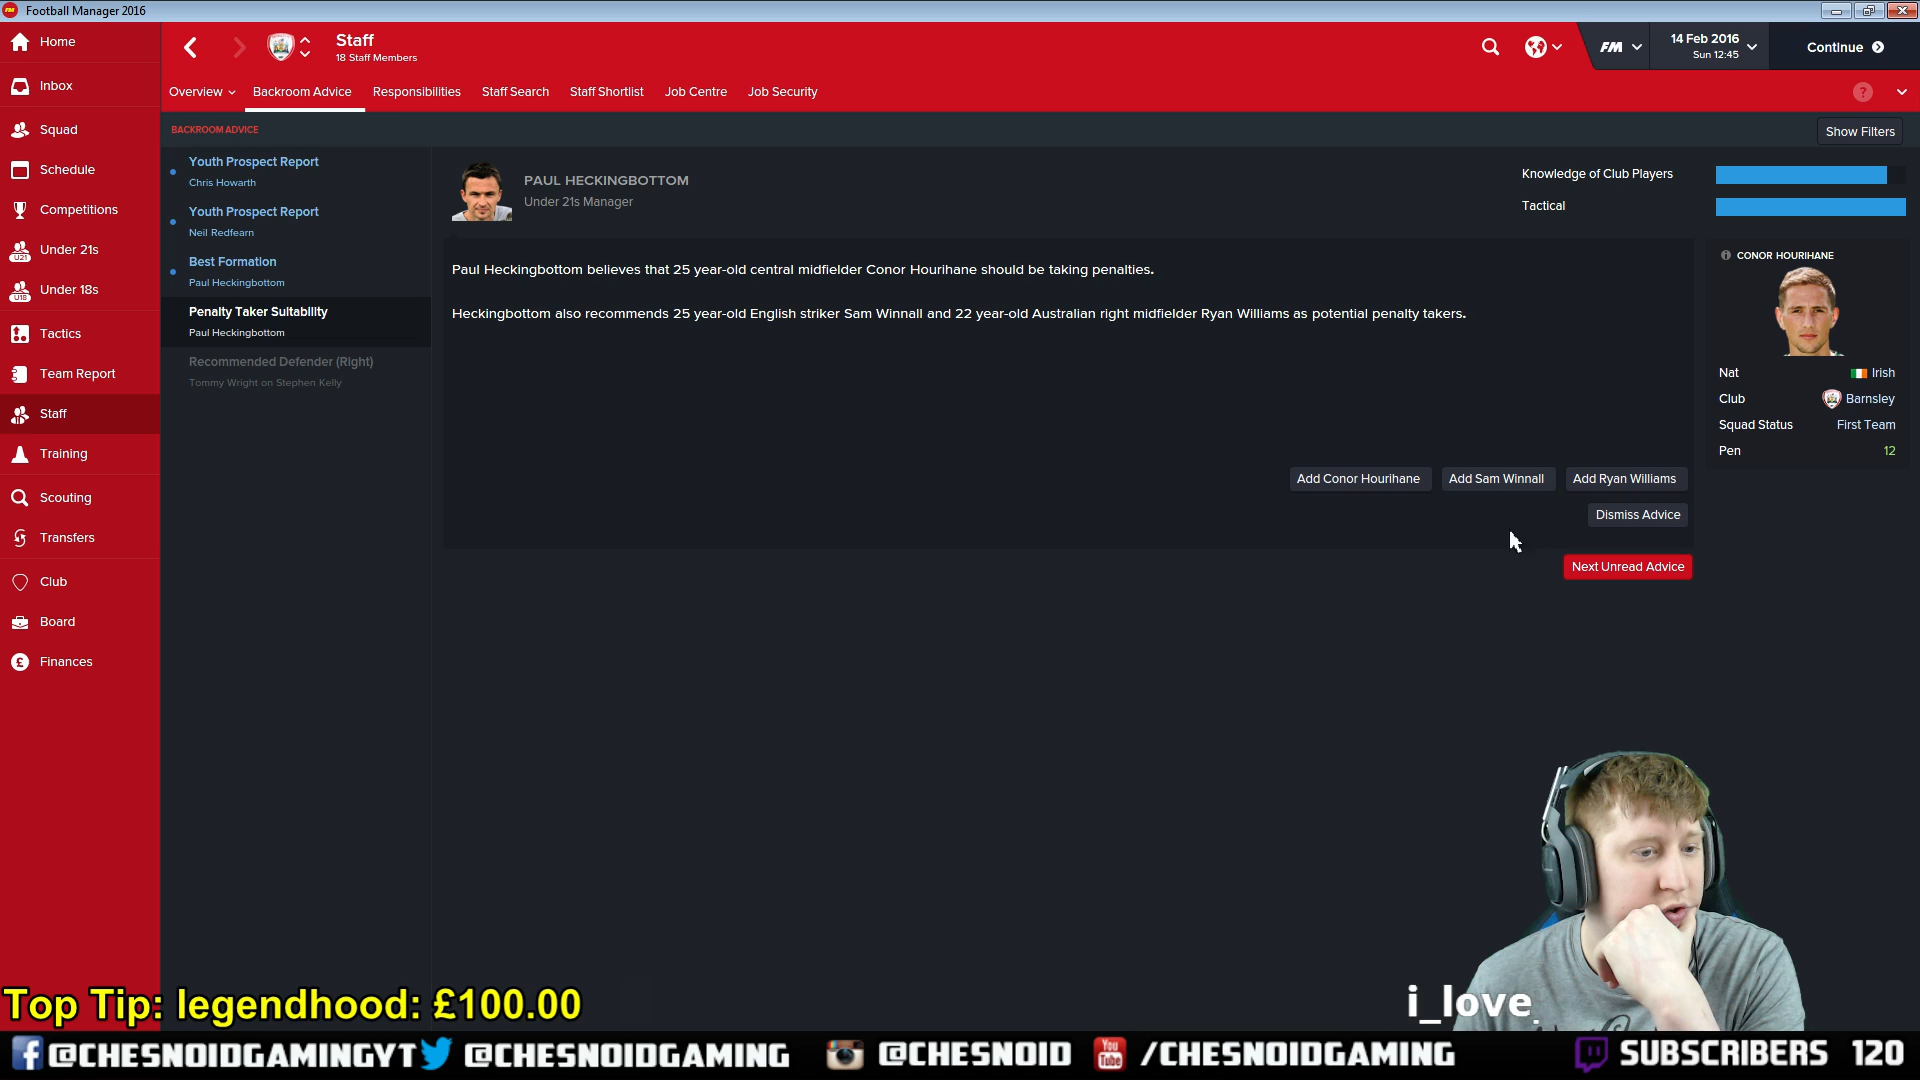 Football Manager 2016
Home
Inbox
Squad
Schedule
Competitions
U21
Under 21s
U18
Under 18s
Tactics
Team Report
Staff
Training
Scouting
Transfers
Club
Board
Finances
Staff
18 Staff Members
FM
14 Feb 2016
Sun 12:45
Continue
Overview
Backroom Advice
Responsibilities
Staff Search
Staff Shortlist
Job Centre
Job Security
?
BACKROOM ADVICE
Show Filters
Youth Prospect Report
Chris Howarth
Youth Prospect Report
Neil Redfearn
Best Formation
Paul Heckingbottom
Penalty Taker Suitability
Paul Heckingbottom
Recommended Defender (Right)
Tommy Wright on Stephen Kelly
PAUL HECKINGBOTTOM
Under 21s Manager
Knowledge of Club Players
Tactical
Paul Heckingbottom believes that 25 year-old central midfielder Conor Hourihane should be taking penalties.
Heckingbottom also recommends 25 year-old English striker Sam Winnall and 22 year-old Australian right midfielder Ryan Williams as potential penalty takers.
Add Conor Hourihane
Add Sam Winnall
Add Ryan Williams
Dismiss Advice
Next Unread Advice
CONOR HOURIHANE
Nat Irish
Club Barnsley
Squad Status First Team
Pen 12
Top Tip: legendhood: £100.00
i_love_
@CHESNOIDGAMINGYT
@CHESNOIDGAMING
@CHESNOID
You Tube
/CHESNOIDGAMING
SUBSCRIBERS 120